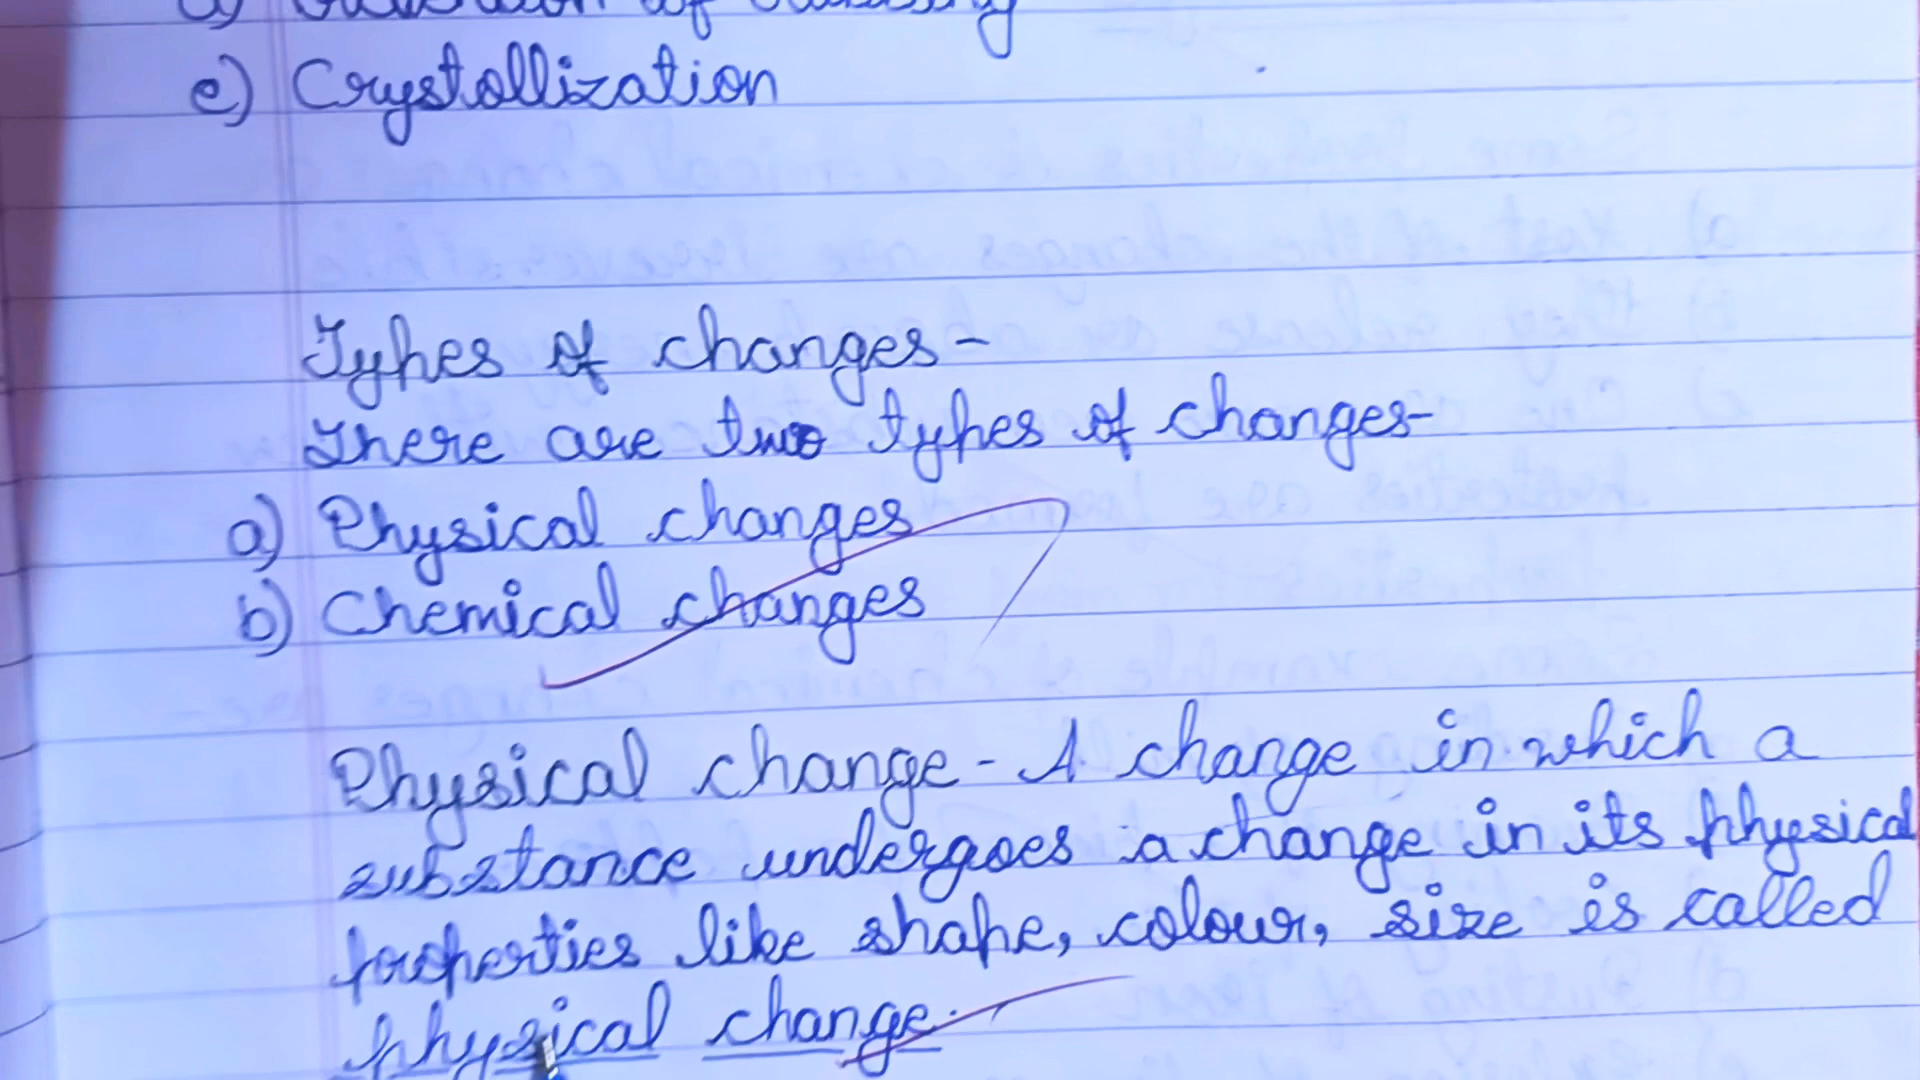 e) Crystollization
Types of changes-
There are two types of changes-
a) Physical changes
b) Chemical changes
Physical change - A change in which a
substance undergoes a change in its physical
properties like shape, colour, size is called
physical change.